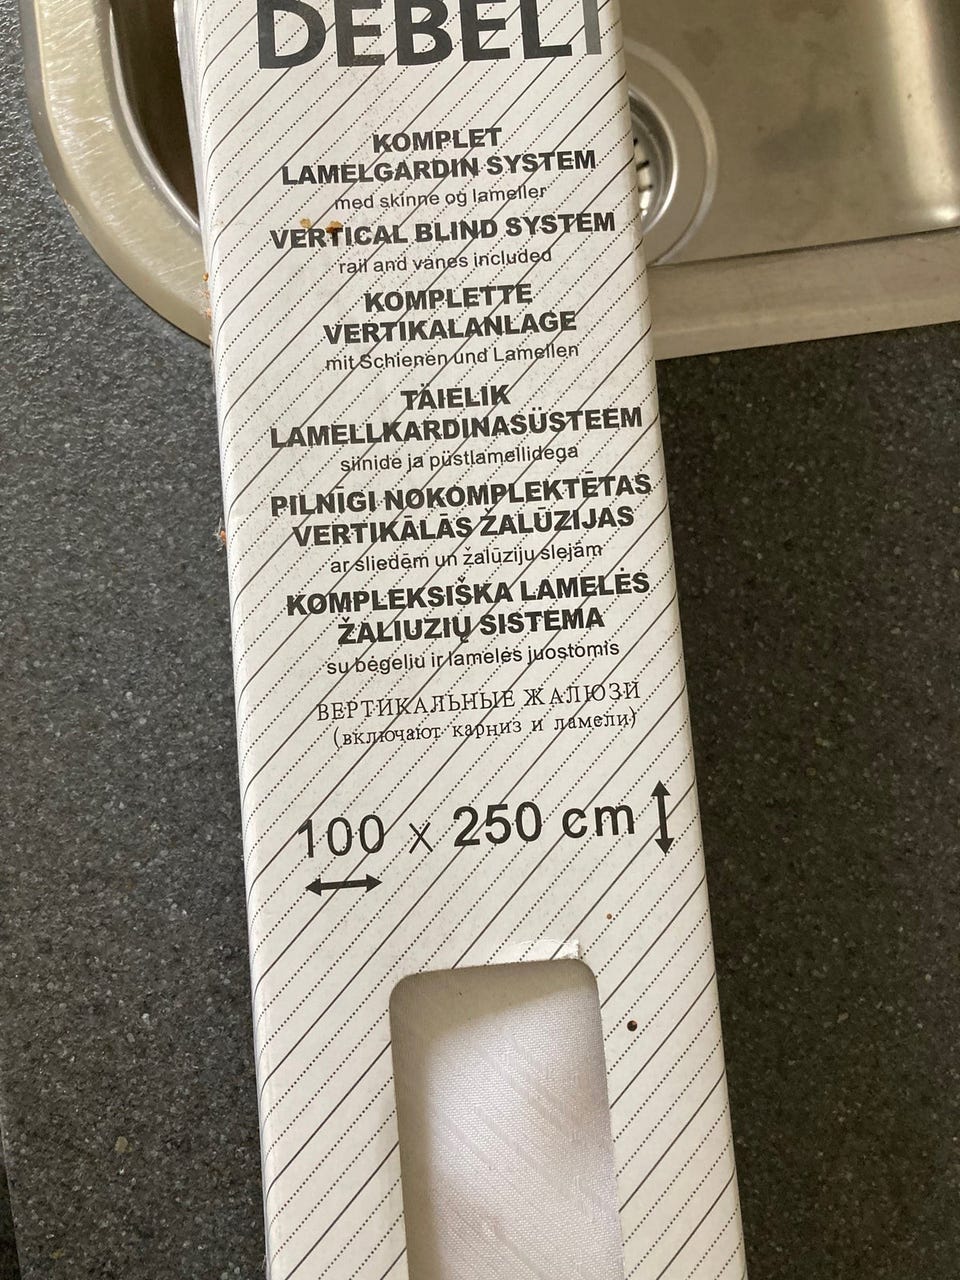 DEBEL
KOMPLET
LAMELGARDIN SYSTEM
med skinne og lameller
VERTICAL BLIND SYSTEM
rail and vanes included
KOMPLETTE
VERTIKALANLAGE
mit Schienen und Lamellen
TÄIELIK
LAMELLKARDINASÜSTEEM
siinide ja püstlamellidega
PILNĪGI NOKOMPLEKTĒTAS
VERTIKĀLĀS ŽALŪZIJAS
ar sliedēm un žalūziju slejām
KOMPLEKSIŠKA LAMELĖS
ŽALIUZIŲ SISTEMA
su bėgeliu ir lamelės juostomis
ВЕРТИКАЛЬНЫЕ ЖАЛЮЗИ
(включают карниз и ламели)
100 x 250 cm